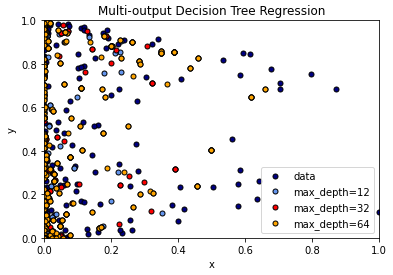 Multi-output Decision Tree Regression
1.0
0.8
0.6
0.4
0.2
0.0
y
data
max_depth=12
max_depth=32
max_depth=64
0.0 0.2 0.4 0.6 0.8 1.0
x